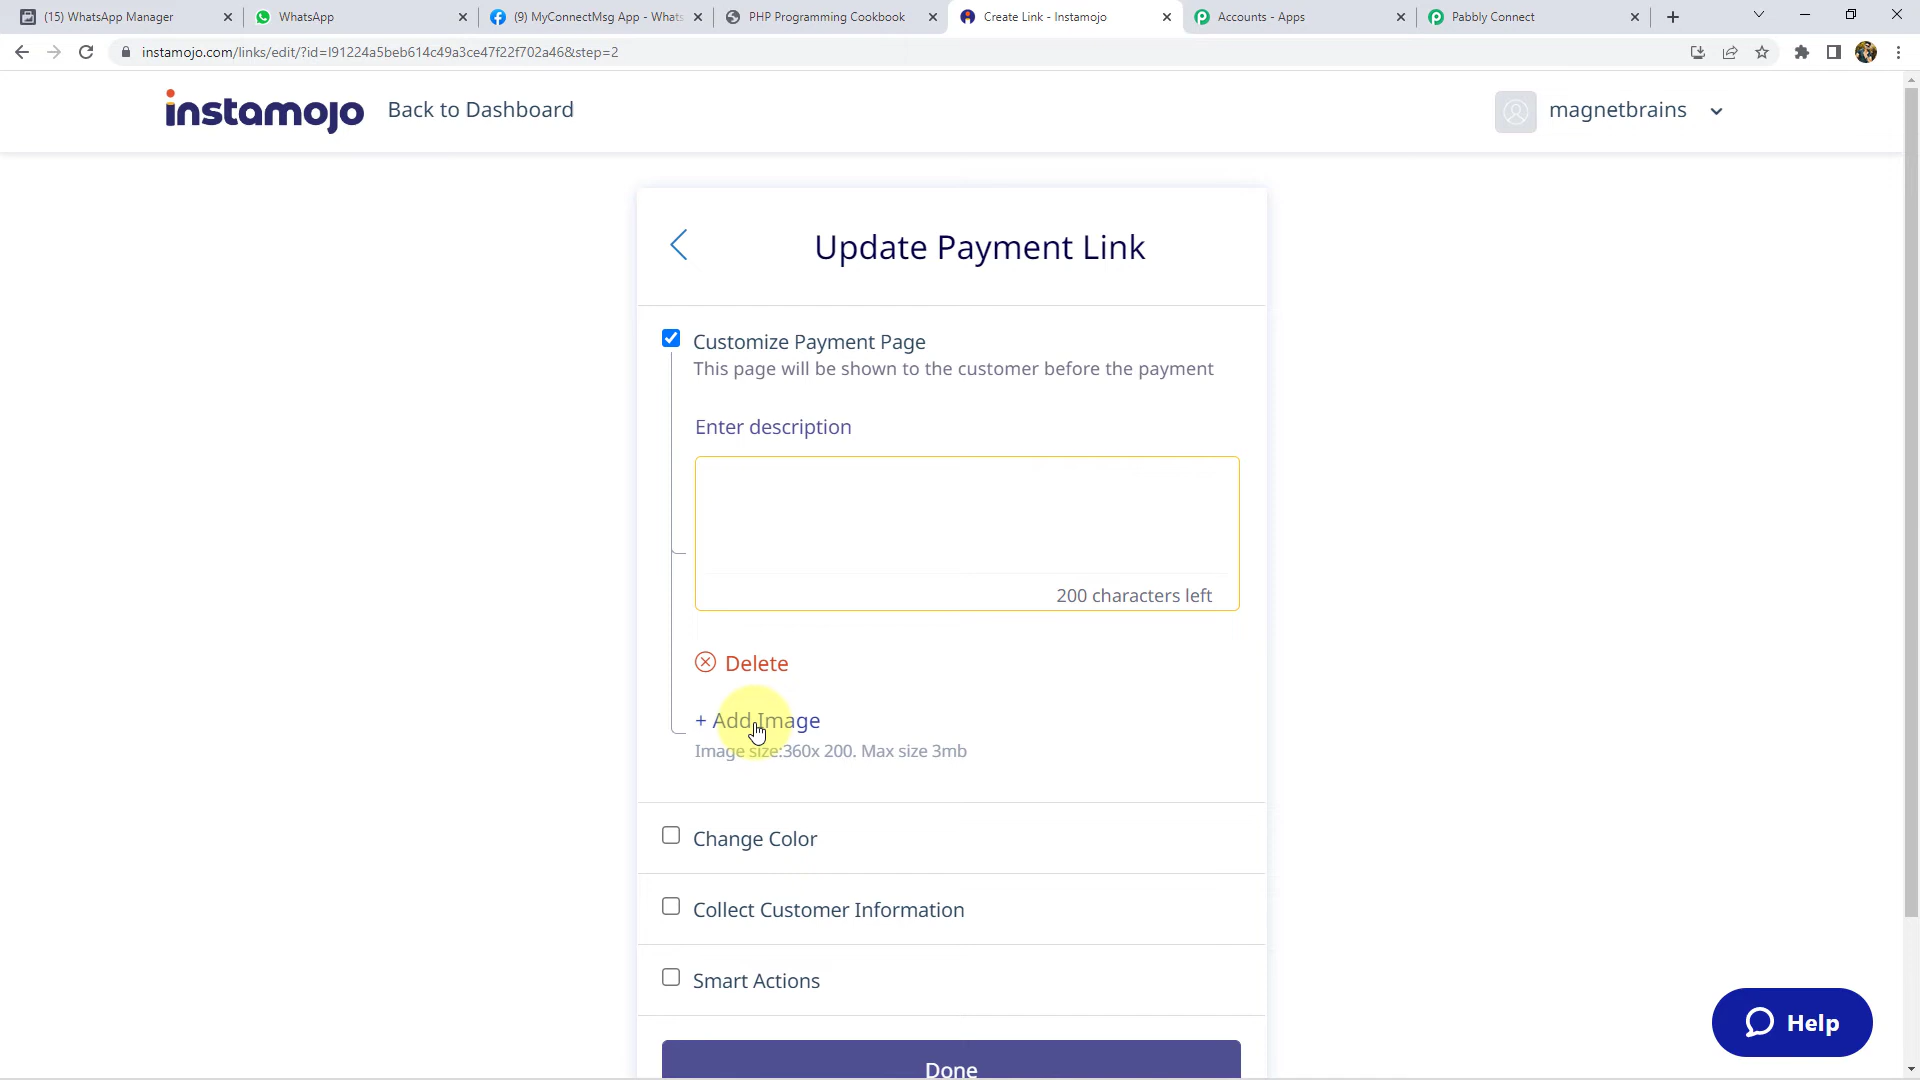 (15) WhatsApp Manager
WhatsApp
(9) MyConnectMsg App - Whats
PHP Programming Cookbook
Create Link - Instamojo
Accounts - Apps
Pabbly Connect
instamojo.com/links/edit/?id=l91224a5beb614c49a3ce47f22f702a46&step=2
instamojo
Back to Dashboard
magnetbrains
Update Payment Link
Customize Payment Page
This page will be shown to the customer before the payment
Enter description
200 characters left
Delete
+ Add Image
Image size:360x 200. Max size 3mb
Change Color
Collect Customer Information
Smart Actions
Done
Help